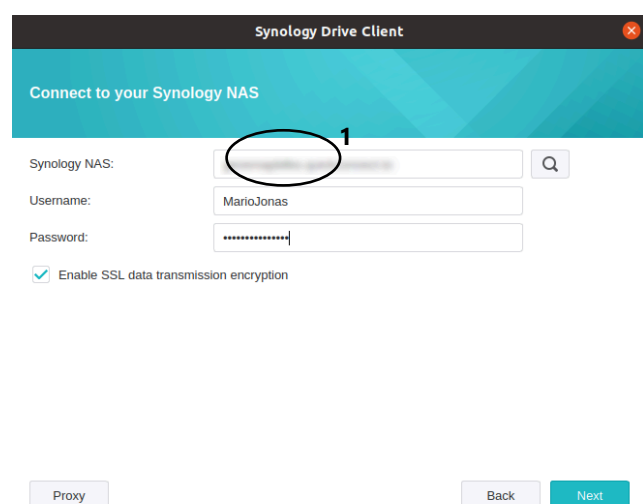 Synology Drive Client
Connect to your Synology NAS
1
Synology NAS:
Username: MarioJonas
Password: •••••••••••••••
Enable SSL data transmission encryption
Proxy Back Next